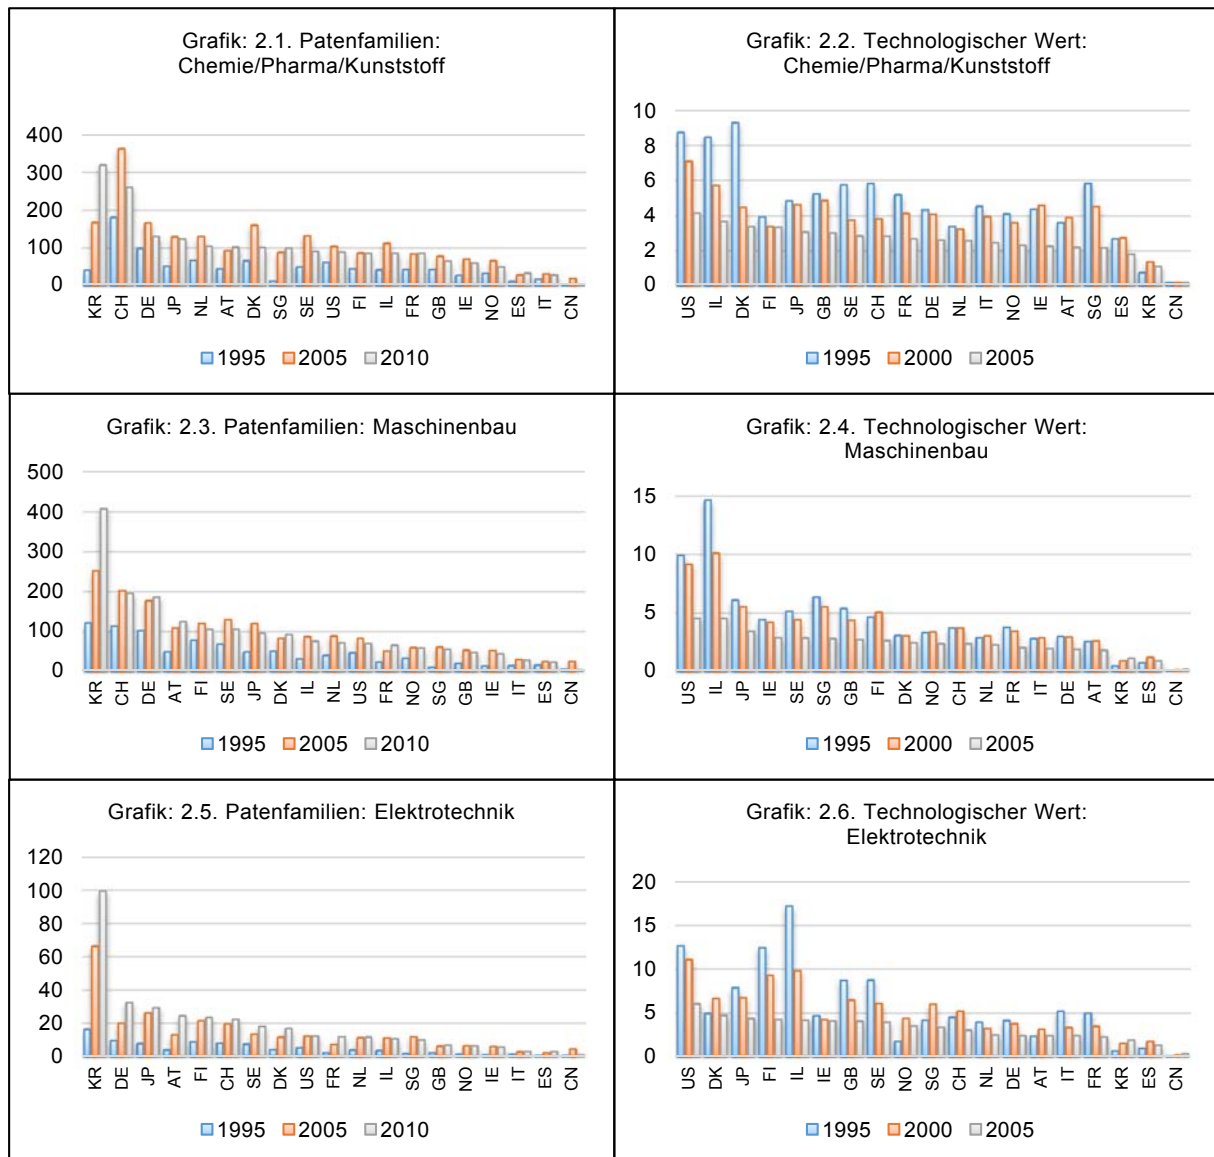 Grafik: 2.1. Patenfamilien:
Chemie/Pharma/Kunststoff
400
300
200
100
0
KR CH DE JP NL AT DK SG SE US FI IL FR GB IE NO ES IT CN
1995 2005 2010
Grafik: 2.2. Technologischer Wert:
Chemie/Pharma/Kunststoff
10
8
6
4
2
0
US IL DK FI JP GB SE CH FR DE NL IT NO IE AT SG ES KR CN
1995 2000 2005
Grafik: 2.3. Patenfamilien: Maschinenbau
500
400
300
200
100
0
KR CH DE AT FI SE JP DK IL NL US FR NO SG GB IE IT ES CN
1995 2005 2010
Grafik: 2.4. Technologischer Wert:
Maschinenbau
15
10
5
0
US IL JP IE SE SG GB FI DK NO CH NL FR IT DE AT KR ES CN
1995 2000 2005
Grafik: 2.5. Patenfamilien: Elektrotechnik
120
100
80
60
40
20
0
KR DE JP AT FI CH SE DK US FR NL IL SG GB NO IE IT ES CN
1995 2005 2010
Grafik: 2.6. Technologischer Wert:
Elektrotechnik
20
15
10
5
0
US DK JP FI IL IE GB SE NO SG CH NL DE AT IT FR KR ES CN
1995 2000 2005